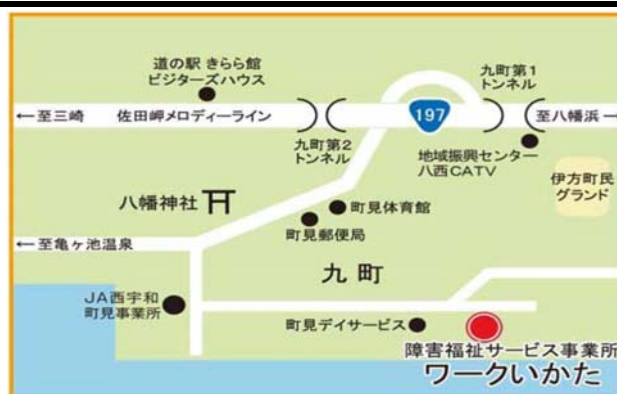 道の駅 きらら館
ビジターズハウス
九町第1
トンネル
←至三崎
佐田岬メロディーライン
197
至八幡浜→
九町第2
トンネル
地域振興センター
八西CATV
伊方町民
グランド
八幡神社
町見体育館
町見郵便局
←至亀ヶ池温泉
九町
JA西宇和
町見事業所
町見デイサービス
障害福祉サービス事業所
ワークいかた